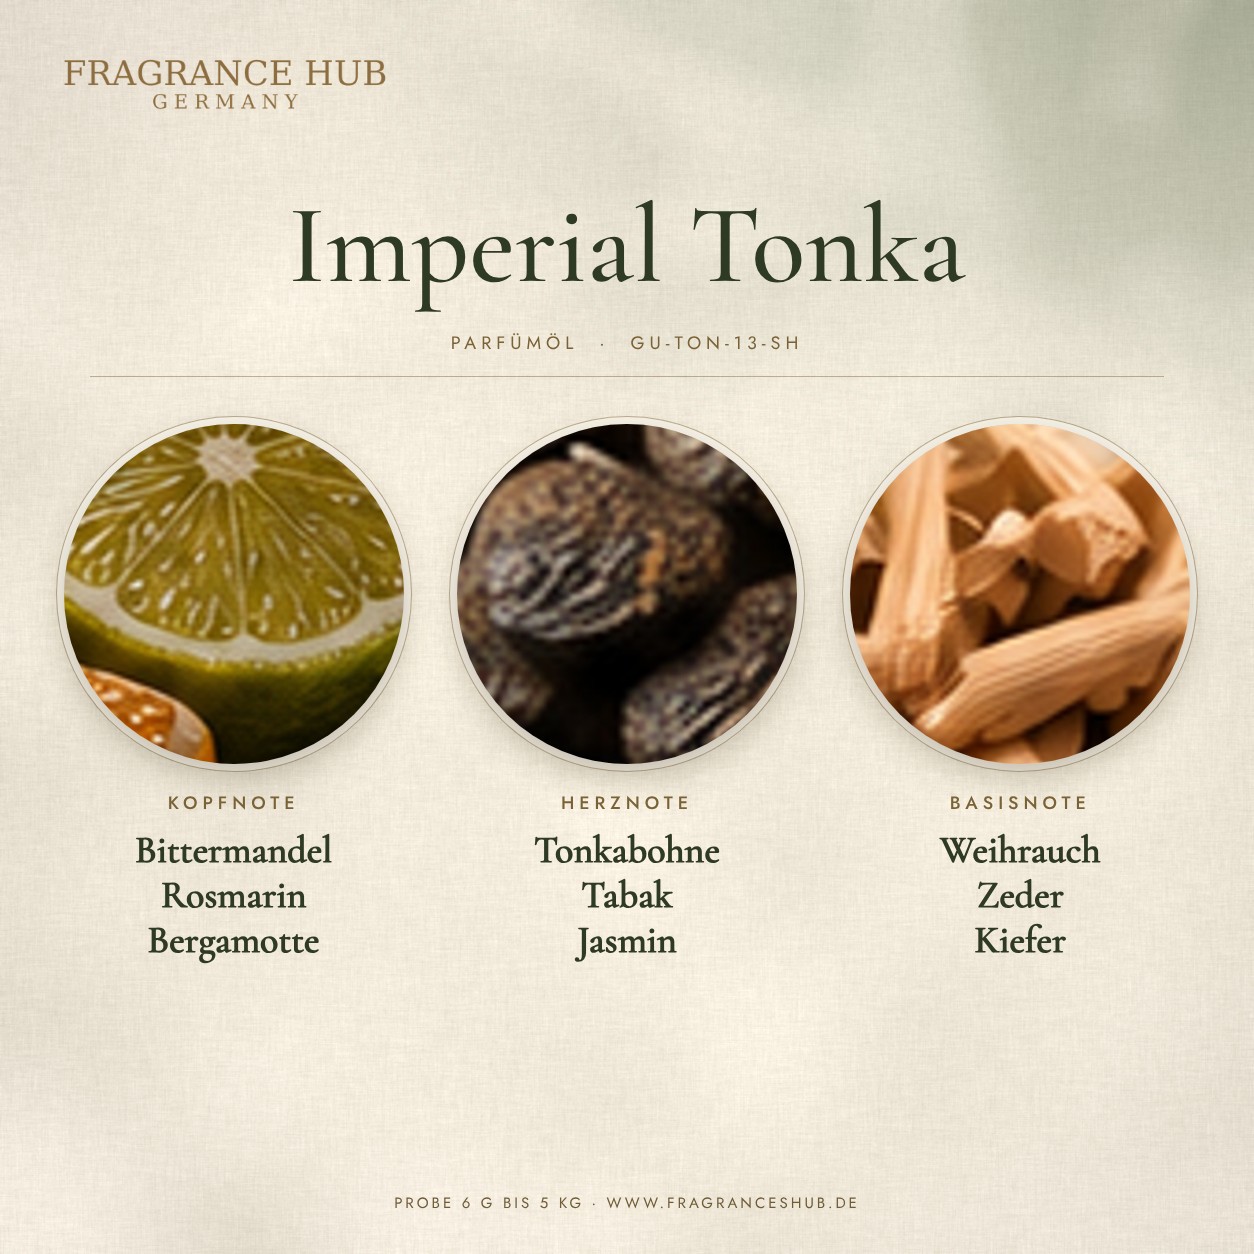 FRAGRANCE HUB
GERMANY
Imperial Tonka
PARFÜMÖL · GU-TON-13-SH
KOPFNOTE
Bittermandel
Rosmarin
Bergamotte
HERZNOTE
Tonkabohne
Tabak
Jasmin
BASISNOTE
Weihrauch
Zeder
Kiefer
PROBE 6 G BIS 5 KG · WWW.FRAGRANCESHUB.DE